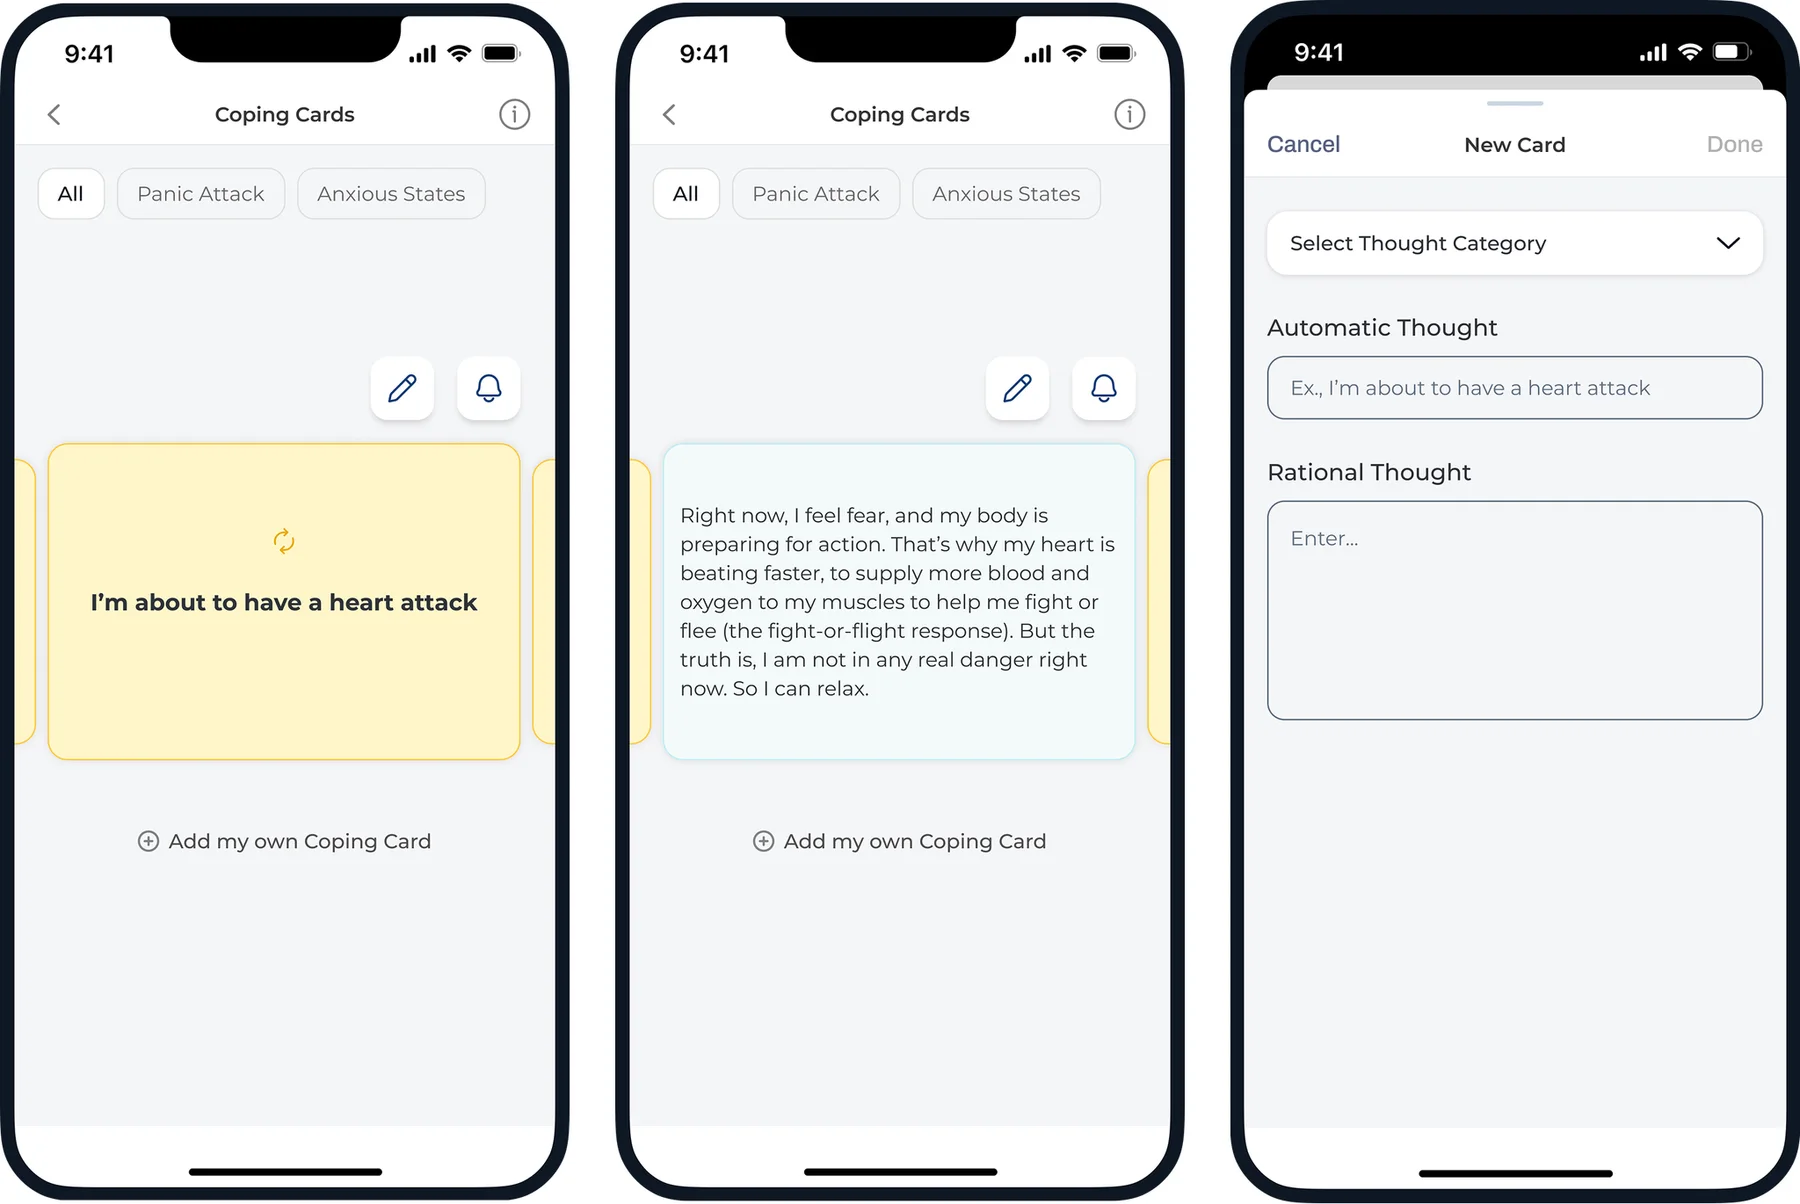 9:41
Coping Cards
All
Panic Attack
Anxious States
I’m about to have a heart attack
Add my own Coping Card
9:41
Coping Cards
All
Panic Attack
Anxious States
Right now, I feel fear, and my body is
preparing for action. That’s why my heart is
beating faster, to supply more blood and
oxygen to my muscles to help me fight or
flee (the fight-or-flight response). But the
truth is, I am not in any real danger right
now. So I can relax.
Add my own Coping Card
9:41
Cancel
New Card
Done
Select Thought Category
Automatic Thought
Ex., I’m about to have a heart attack
Rational Thought
Enter...